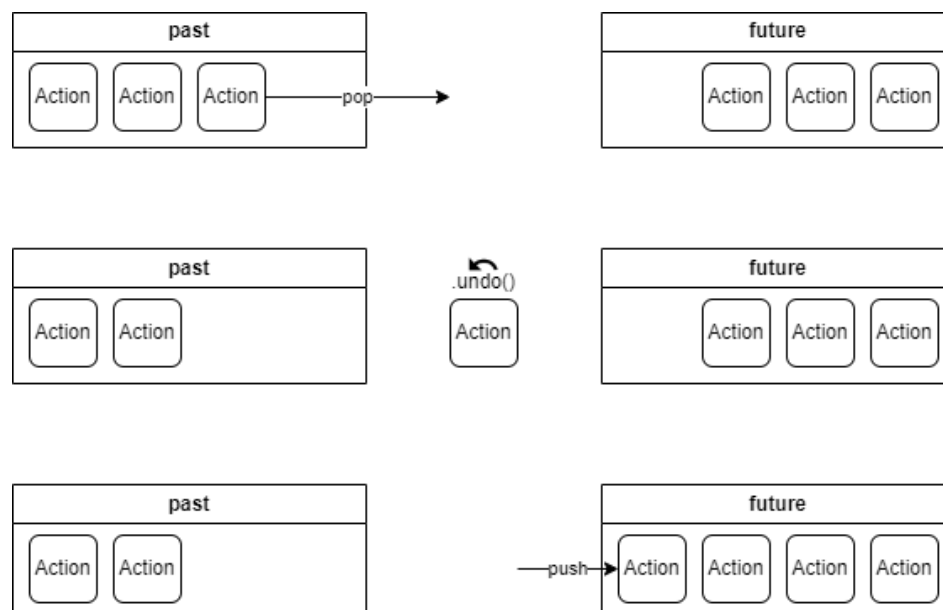 past
future
Action Action Action pop Action Action Action
past
future
.undo()
Action Action Action Action Action Action
past
future
Action Action push Action Action Action Action